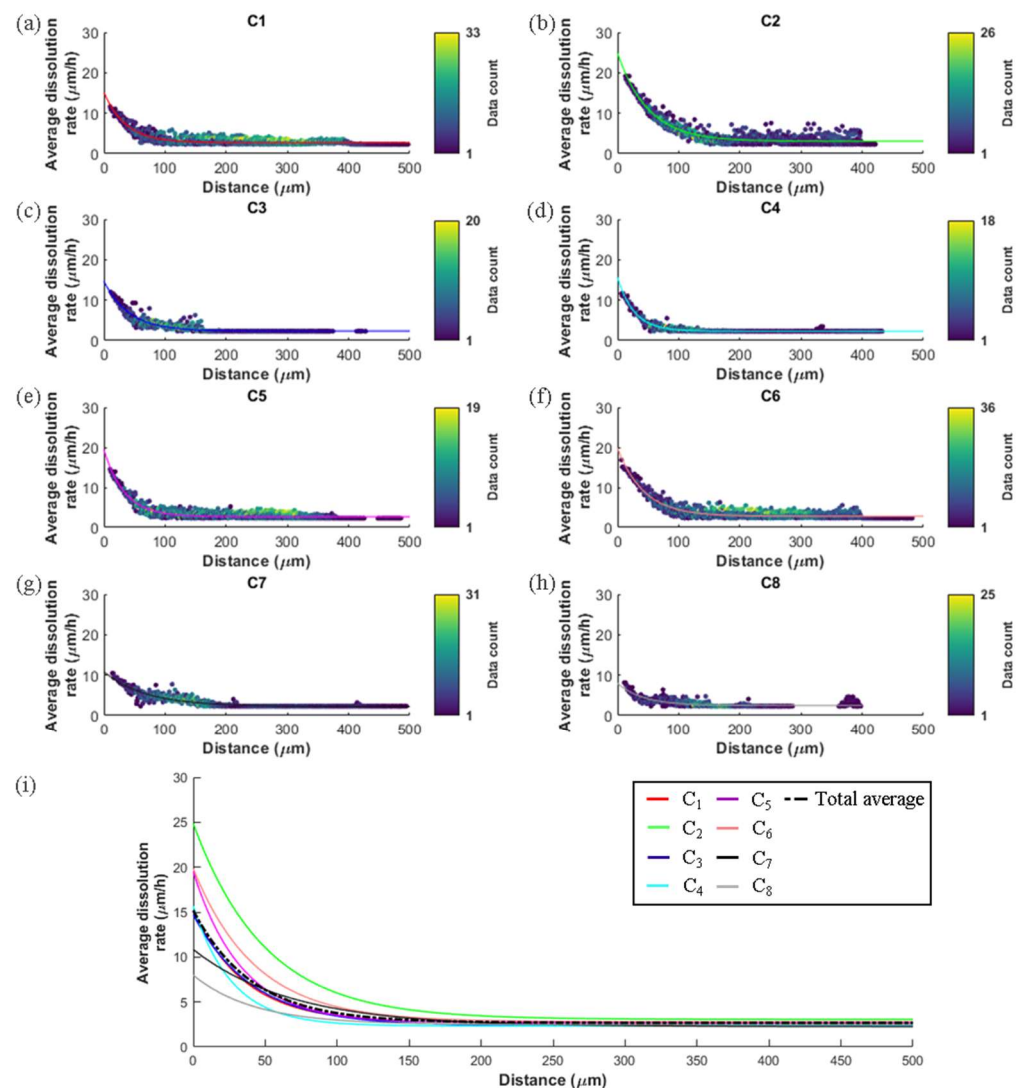 (a)
C1
Average dissolution
rate (μm/h)
30
20
10
0
0 100 200 300 400 500
Distance (μm)
33
1
Data count
(b)
C2
Average dissolution
rate (μm/h)
30
20
10
0
0 100 200 300 400 500
Distance (μm)
26
1
Data count
(c)
C3
Average dissolution
rate (μm/h)
30
20
10
0
0 100 200 300 400 500
Distance (μm)
20
1
Data count
(d)
C4
Average dissolution
rate (μm/h)
30
20
10
0
0 100 200 300 400 500
Distance (μm)
18
1
Data count
(e)
C5
Average dissolution
rate (μm/h)
30
20
10
0
0 100 200 300 400 500
Distance (μm)
19
1
Data count
(f)
C6
Average dissolution
rate (μm/h)
30
20
10
0
0 100 200 300 400 500
Distance (μm)
36
1
Data count
(g)
C7
Average dissolution
rate (μm/h)
30
20
10
0
0 100 200 300 400 500
Distance (μm)
31
1
Data count
(h)
C8
Average dissolution
rate (μm/h)
30
20
10
0
0 100 200 300 400 500
Distance (μm)
25
1
Data count
(i)
Average dissolution
rate (μm/h)
30
25
20
15
10
5
0
0 50 100 150 200 250 300 350 400 450 500
Distance (μm)
C₁ C₅ Total average
C₂ C₆
C₃ C₇
C₄ C₈